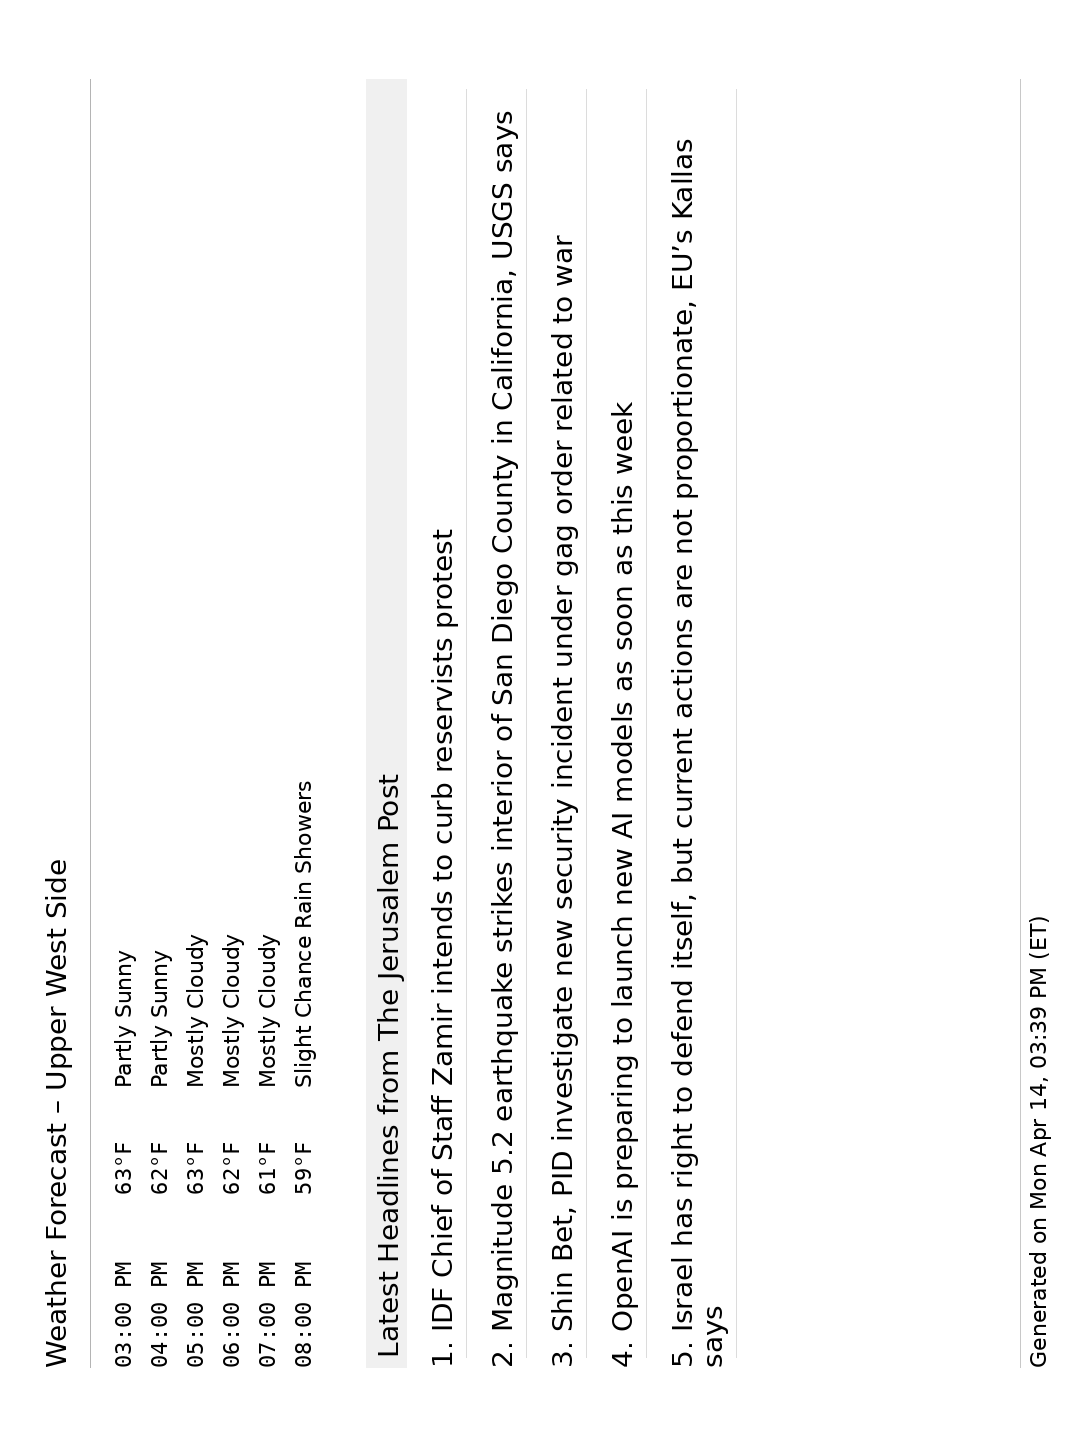 Weather Forecast – Upper West Side
03:00 PM 63°F Partly Sunny
04:00 PM 62°F Partly Sunny
05:00 PM 63°F Mostly Cloudy
06:00 PM 62°F Mostly Cloudy
07:00 PM 61°F Mostly Cloudy
08:00 PM 59°F Slight Chance Rain Showers
Latest Headlines from The Jerusalem Post
1. IDF Chief of Staff Zamir intends to curb reservists protest
2. Magnitude 5.2 earthquake strikes interior of San Diego County in California, USGS says
3. Shin Bet, PID investigate new security incident under gag order related to war
4. OpenAI is preparing to launch new AI models as soon as this week
5. Israel has right to defend itself, but current actions are not proportionate, EU’s Kallas
says
Generated on Mon Apr 14, 03:39 PM (ET)